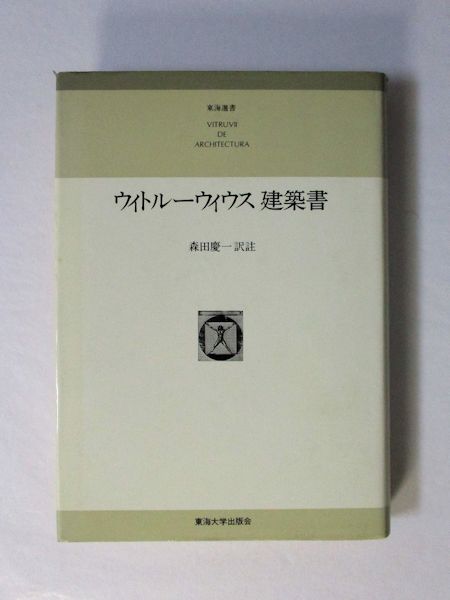 東海選書
VITRUVII
DE
ARCHITECTURA
ウィトルーウィウス 建築書
森田慶一訳註
東海大学出版会